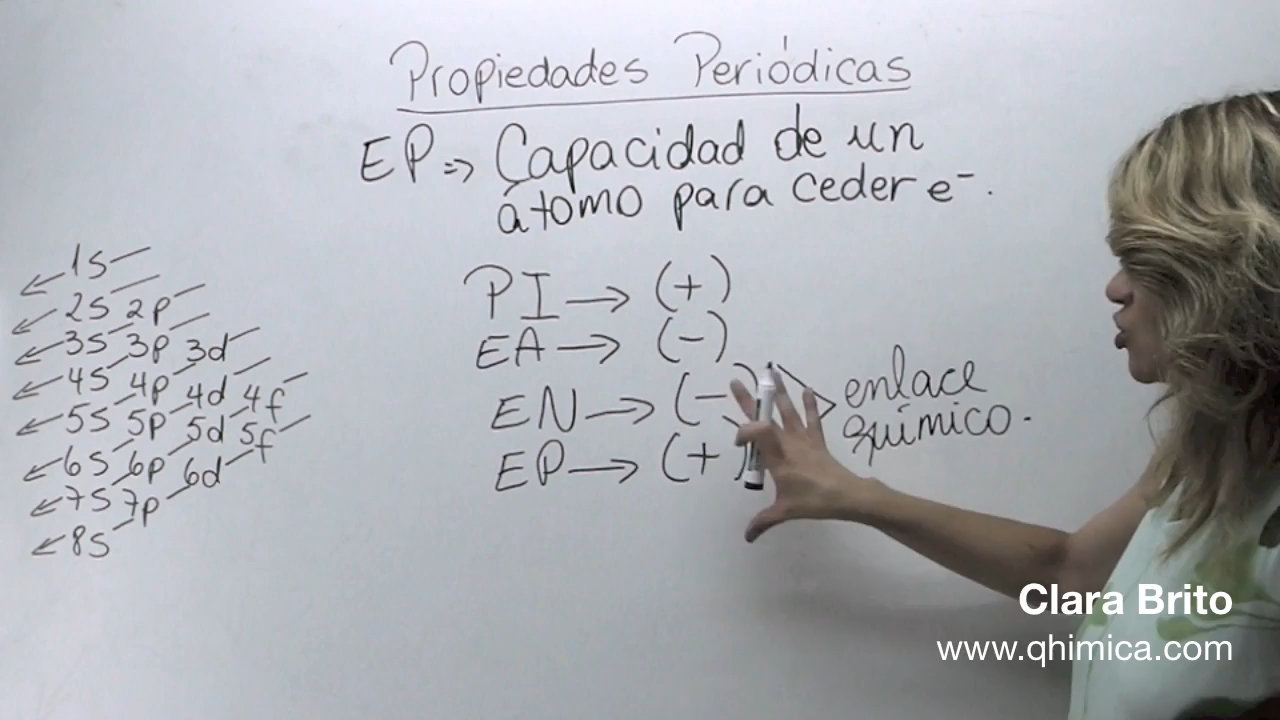 Propiedades Periódicas
EP => Capacidad de un
átomo para ceder e⁻.
1s
2s 2p
3s 3p 3d
4s 4p 4d 4f
5s 5p 5d 5f
6s 6p 6d
7s 7p
8s
PI → (+)
EA → (-)
EN → (-)
EP → (+)
enlace
químico.
Clara Brito
www.qhimica.com